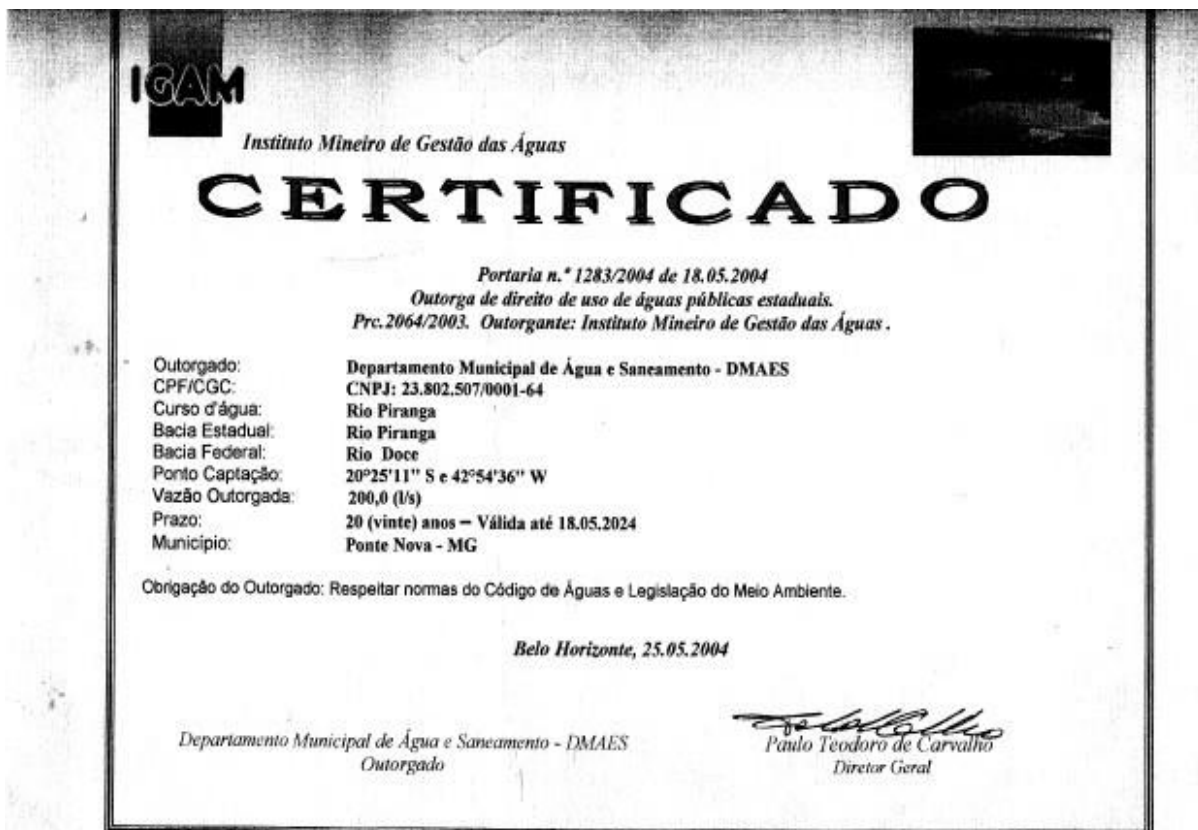 IGAM
Instituto Mineiro de Gestão das Águas
CERTIFICADO
Portaria n.º 1283/2004 de 18.05.2004
Outorga de direito de uso de águas públicas estaduais.
Prc.2064/2003. Outorgante: Instituto Mineiro de Gestão das Águas .
Outorgado: Departamento Municipal de Água e Saneamento - DMAES
CPF/CGC: CNPJ: 23.802.507/0001-64
Curso d'água: Rio Piranga
Bacia Estadual: Rio Piranga
Bacia Federal: Rio Doce
Ponto Captação: 20°25'11" S e 42°54'36" W
Vazão Outorgada: 200,0 (l/s)
Prazo: 20 (vinte) anos – Válida até 18.05.2024
Município: Ponte Nova - MG
Obrigação do Outorgado: Respeitar normas do Código de Águas e Legislação do Meio Ambiente.
Belo Horizonte, 25.05.2004
Departamento Municipal de Água e Saneamento - DMAES
Outorgado
Paulo Teodoro de Carvalho
Diretor Geral